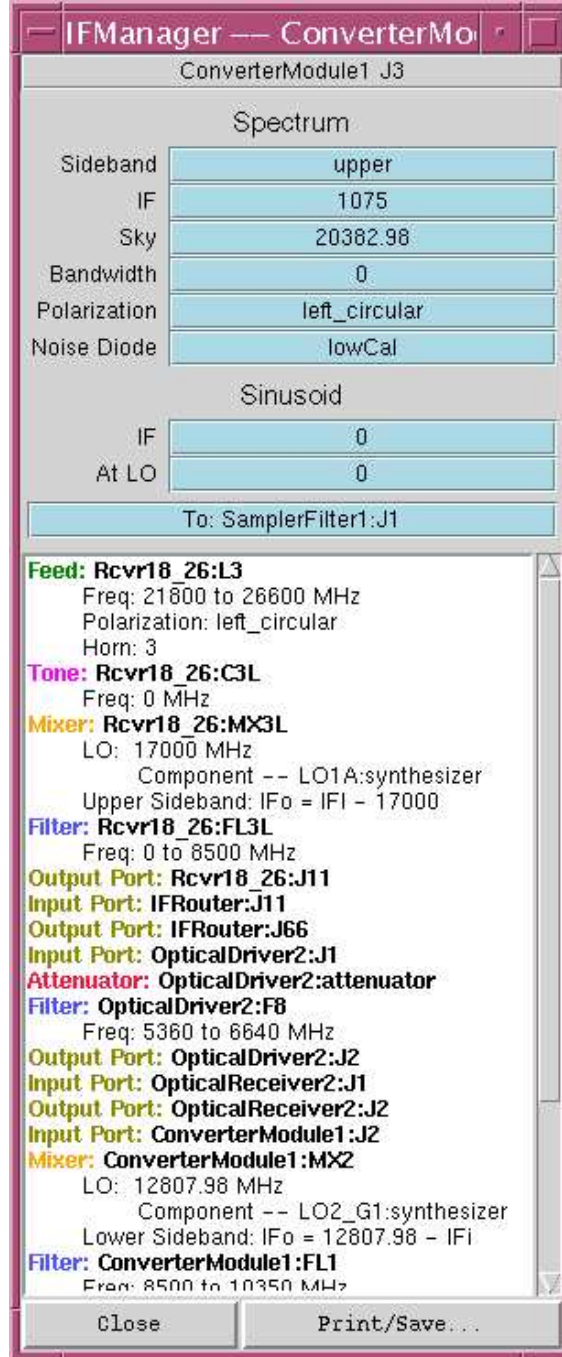 IFManager -- ConverterMo
ConverterModule1 J3
Spectrum
Sideband upper
IF 1075
Sky 20382.98
Bandwidth 0
Polarization left_circular
Noise Diode lowCal
Sinusoid
IF 0
At LO 0
To: SamplerFilter1:J1
Feed: Rcvr18_26:L3
Freq: 21800 to 26600 MHz
Polarization: left_circular
Horn: 3
Tone: Rcvr18_26:C3L
Freq: 0 MHz
Mixer: Rcvr18_26:MX3L
LO: 17000 MHz
Component -- LO1A:synthesizer
Upper Sideband: IFo = IFI - 17000
Filter: Rcvr18_26:FL3L
Freq: 0 to 8500 MHz
Output Port: Rcvr18_26:J11
Input Port: IFRouter:J11
Output Port: IFRouter:J66
Input Port: OpticalDriver2:J1
Attenuator: OpticalDriver2:attenuator
Filter: OpticalDriver2:F8
Freq: 5360 to 6640 MHz
Output Port: OpticalDriver2:J2
Input Port: OpticalReceiver2:J1
Output Port: OpticalReceiver2:J2
Input Port: ConverterModule1:J2
Mixer: ConverterModule1:MX2
LO: 12807.98 MHz
Component -- LO2_G1:synthesizer
Lower Sideband: IFo = 12807.98 - IFi
Filter: ConverterModule1:FL1
Freq: 8500 to 10350 MHz
Close Print/Save...